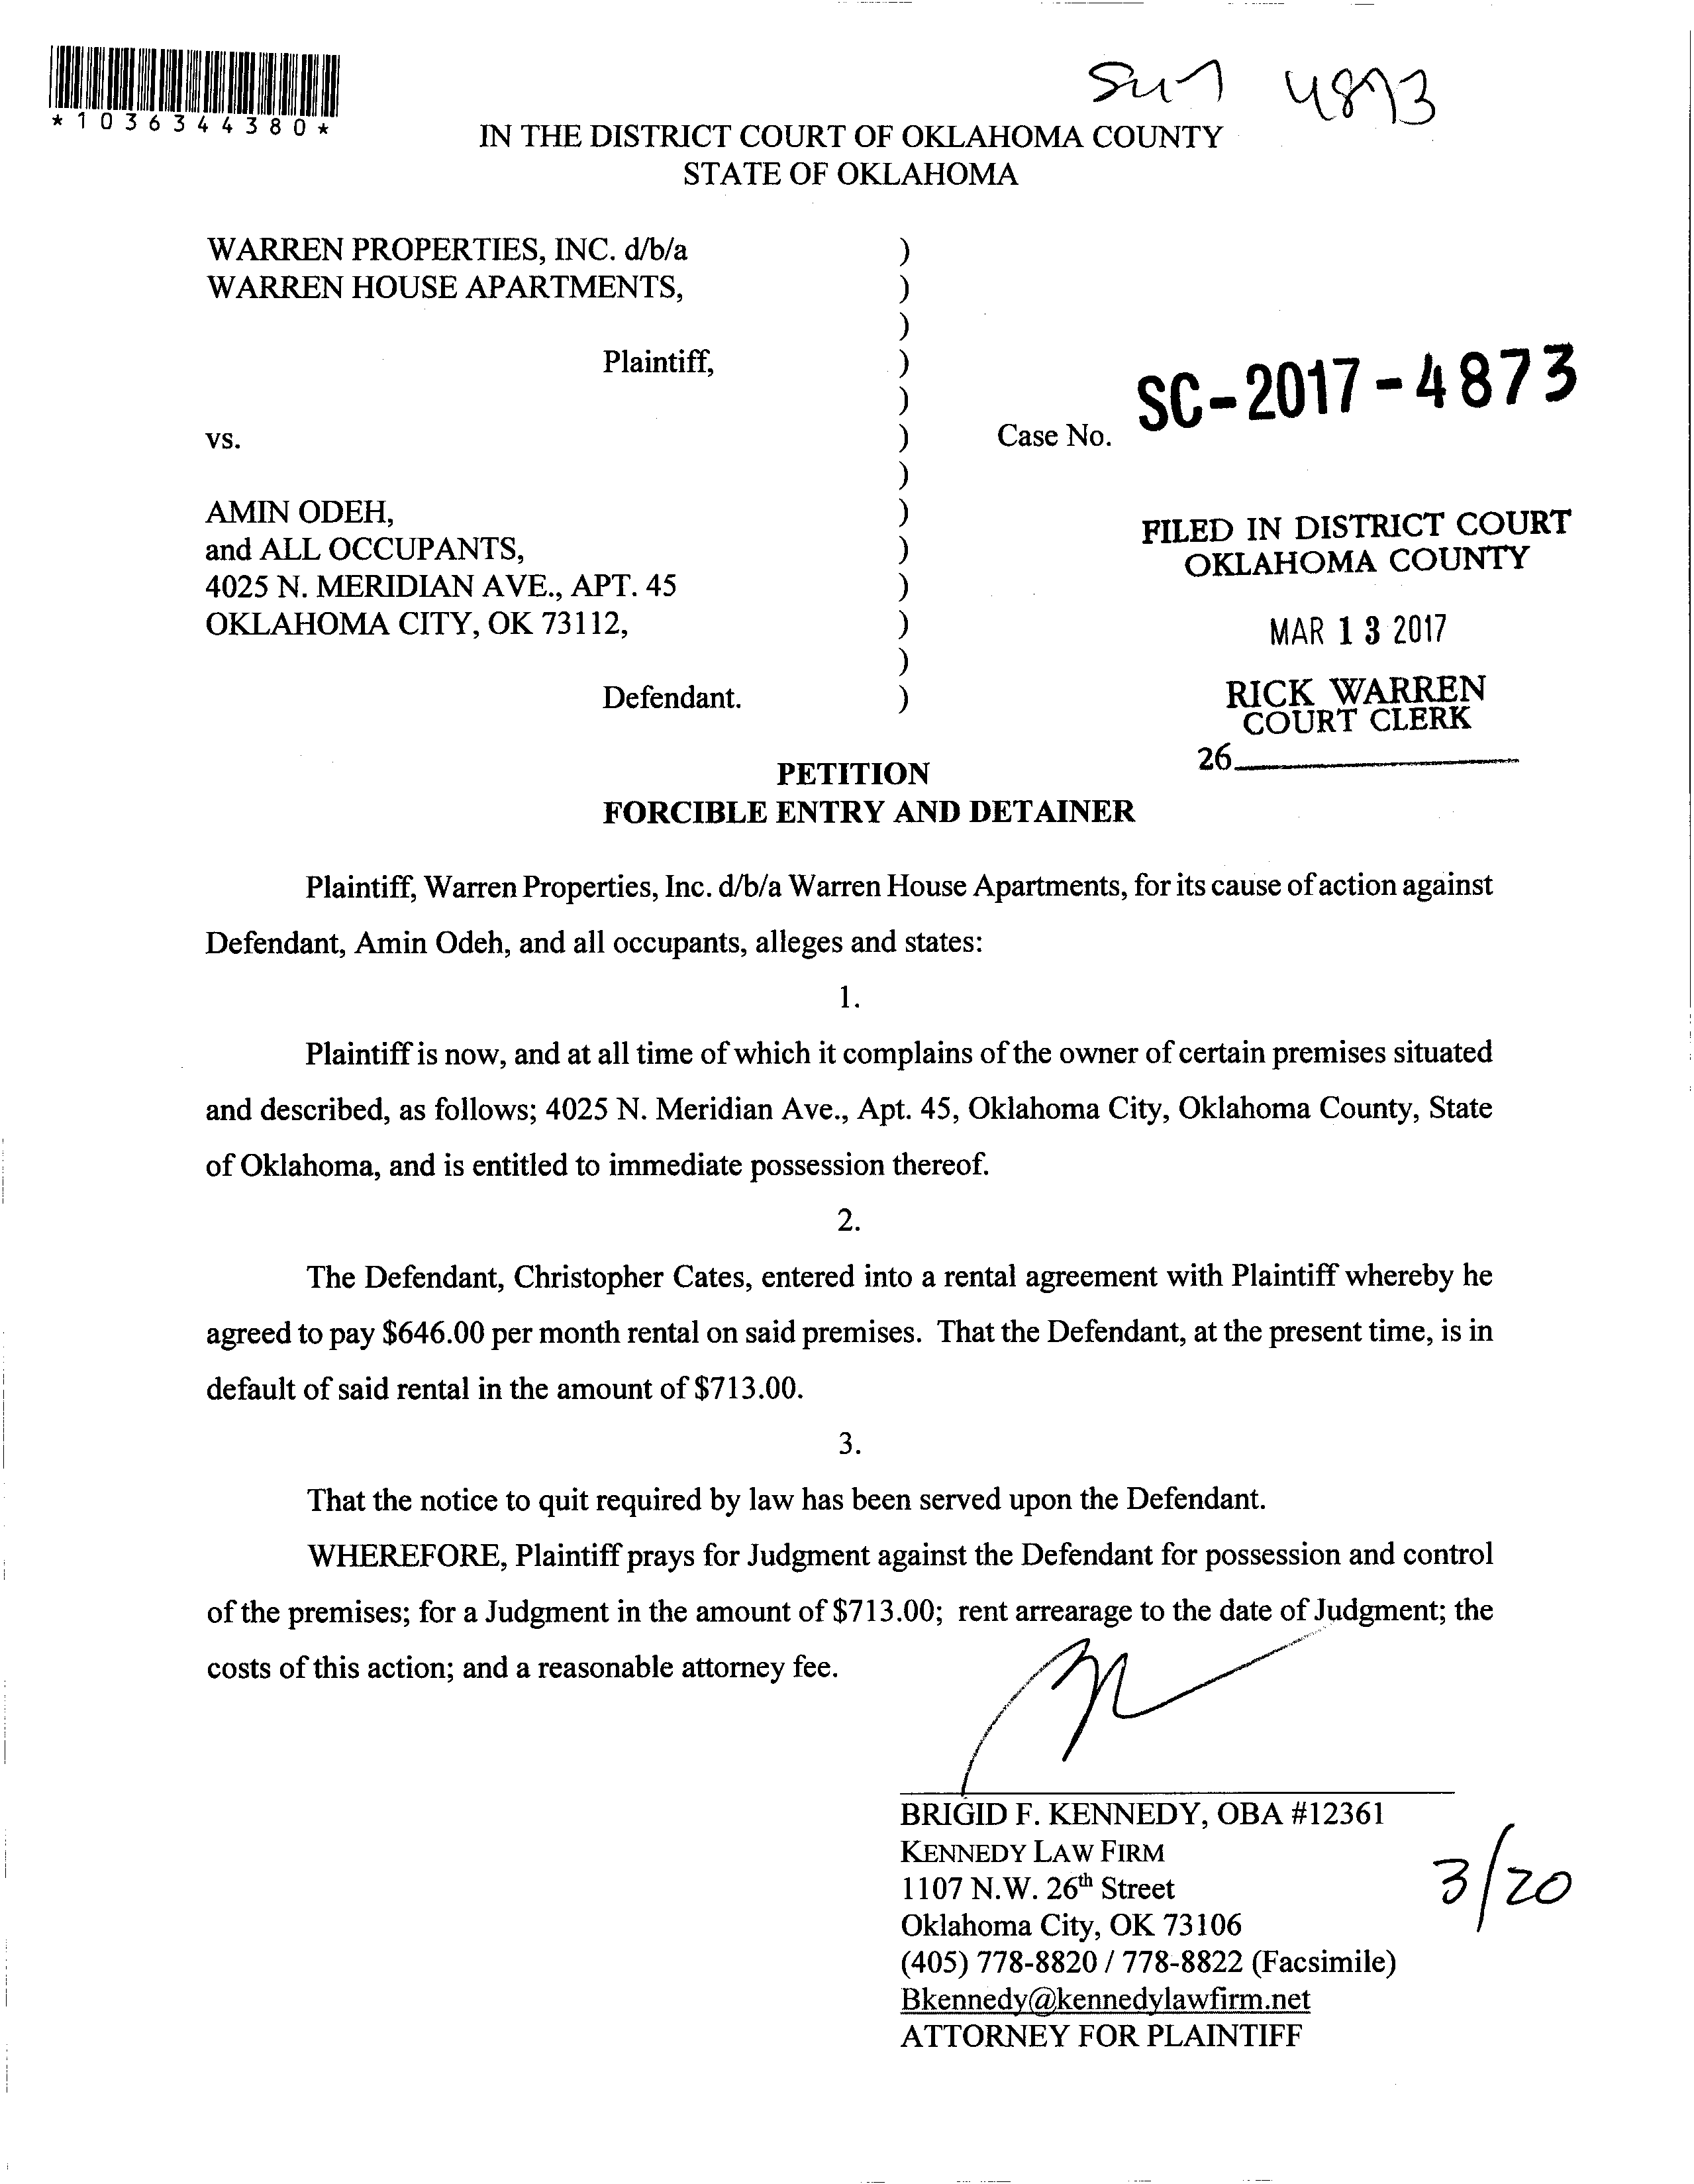 *1036344380*
4873
IN THE DISTRICT COURT OF OKLAHOMA COUNTY
STATE OF OKLAHOMA
WARREN PROPERTIES, INC. d/b/a )
WARREN HOUSE APARTMENTS, )
)
Plaintiff, )
)
vs. ) Case No. SC-2017-4873
)
AMIN ODEH, )
and ALL OCCUPANTS, )
4025 N. MERIDIAN AVE., APT. 45 )
OKLAHOMA CITY, OK 73112, )
)
Defendant. )
FILED IN DISTRICT COURT
OKLAHOMA COUNTY
MAR 13 2017
RICK WARREN
COURT CLERK
26
PETITION
FORCIBLE ENTRY AND DETAINER
Plaintiff, Warren Properties, Inc. d/b/a Warren House Apartments, for its cause of action against
Defendant, Amin Odeh, and all occupants, alleges and states:
1.
Plaintiff is now, and at all time of which it complains of the owner of certain premises situated
and described, as follows; 4025 N. Meridian Ave., Apt. 45, Oklahoma City, Oklahoma County, State
of Oklahoma, and is entitled to immediate possession thereof.
2.
The Defendant, Christopher Cates, entered into a rental agreement with Plaintiff whereby he
agreed to pay $646.00 per month rental on said premises. That the Defendant, at the present time, is in
default of said rental in the amount of $713.00.
3.
That the notice to quit required by law has been served upon the Defendant.
WHEREFORE, Plaintiff prays for Judgment against the Defendant for possession and control
of the premises; for a Judgment in the amount of $713.00; rent arrearage to the date of Judgment; the
costs of this action; and a reasonable attorney fee.
BRIGID F. KENNEDY, OBA #12361
KENNEDY LAW FIRM
1107 N.W. 26th Street
Oklahoma City, OK 73106
(405) 778-8820 / 778-8822 (Facsimile)
Bkennedy@kennedylawfirm.net
ATTORNEY FOR PLAINTIFF
3/20